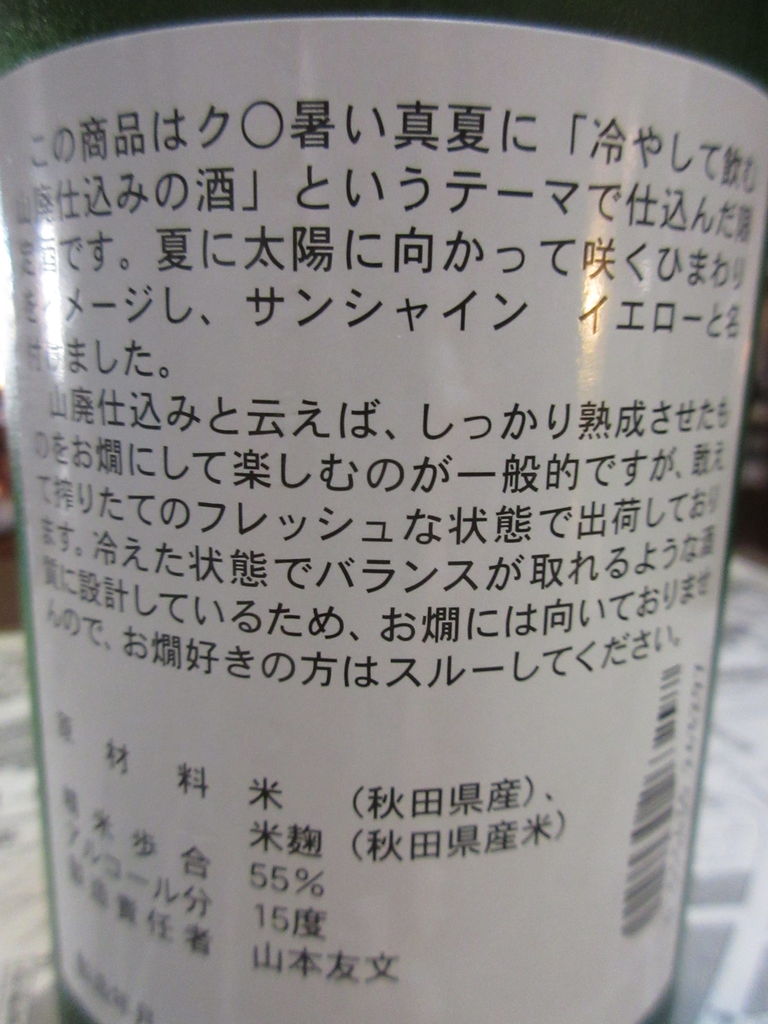 この商品はク〇暑い真夏に「冷やして飲む
山廃仕込みの酒」というテーマで仕込んだ限
定酒です。夏に太陽に向かって咲くひまわり
をイメージし、サンシャイン　イエローと名
付けました。
山廃仕込みと云えば、しっかり熟成させたも
のをお燗にして楽しむのが一般的ですが、敢え
て搾りたてのフレッシュな状態で出荷しており
ます。冷えた状態でバランスが取れるような酒
質に設計しているため、お燗には向いておりませ
んので、お燗好きの方はスルーしてください。
原材料 米 （秋田県産）、
米麹（秋田県産米）
精米歩合 55%
アルコール分 15度
製造責任者 山本友文
製造年月